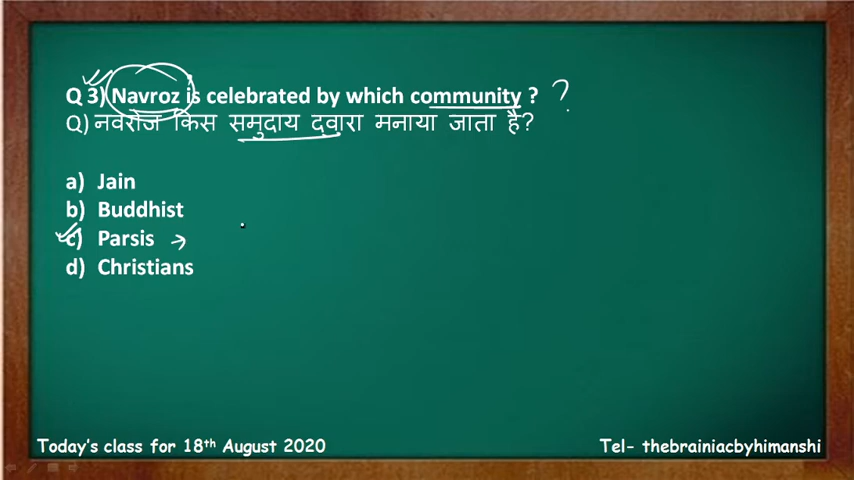 Q 3) Navroz is celebrated by which community ? ?
Q) नवरोज किस समुदाय द्वारा मनाया जाता है?
a) Jain
b) Buddhist
c) Parsis →
d) Christians
Today's class for 18th August 2020
Tel- thebrainiacbyhimanshi